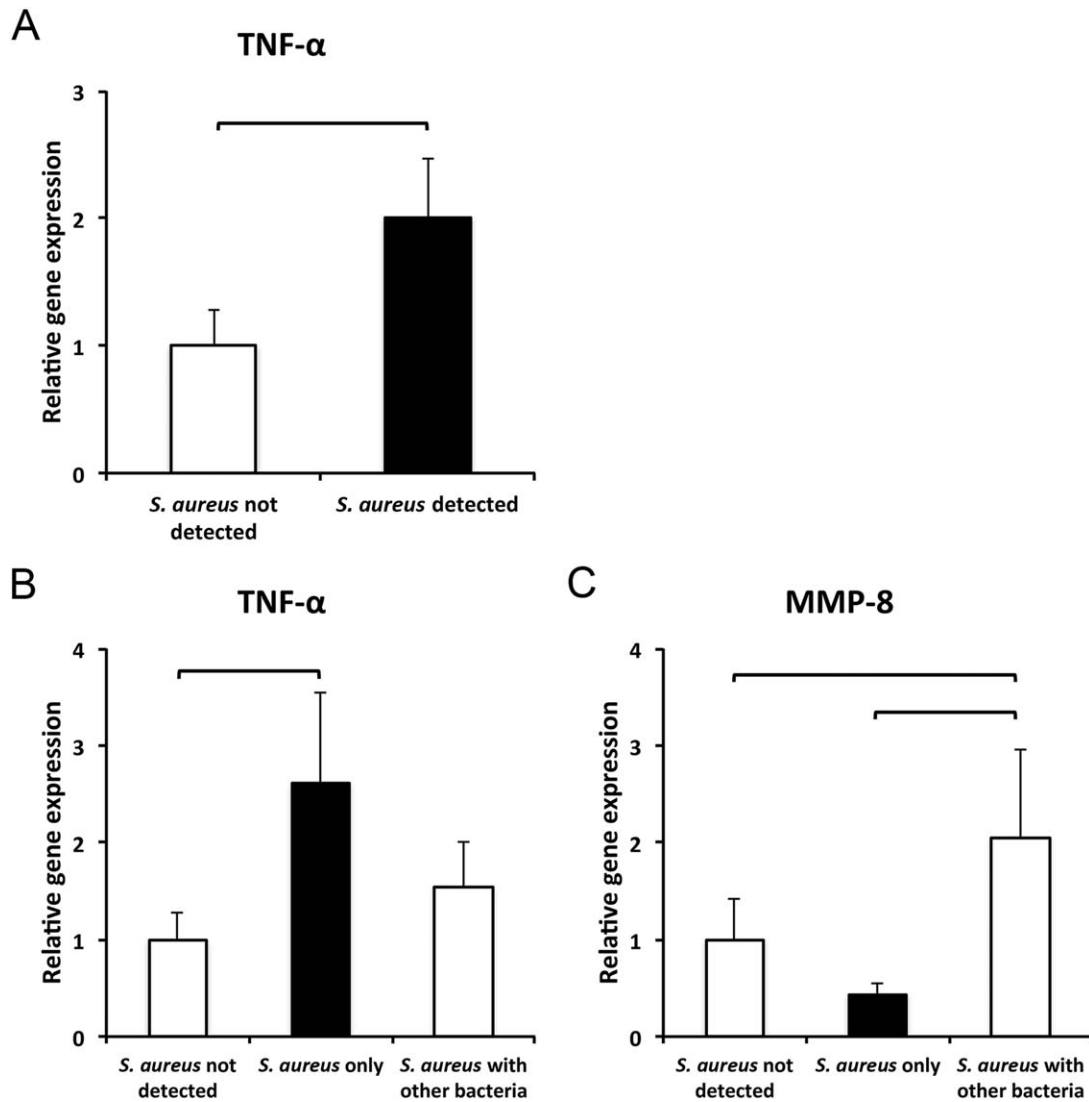 A
TNF-α
Relative gene expression
3
2
1
0
S. aureus not
detected
S. aureus detected
B
TNF-α
Relative gene expression
4
3
2
1
0
S. aureus not
detected
S. aureus only
S. aureus with
other bacteria
C
MMP-8
Relative gene expression
4
3
2
1
0
S. aureus not
detected
S. aureus only
S. aureus with
other bacteria